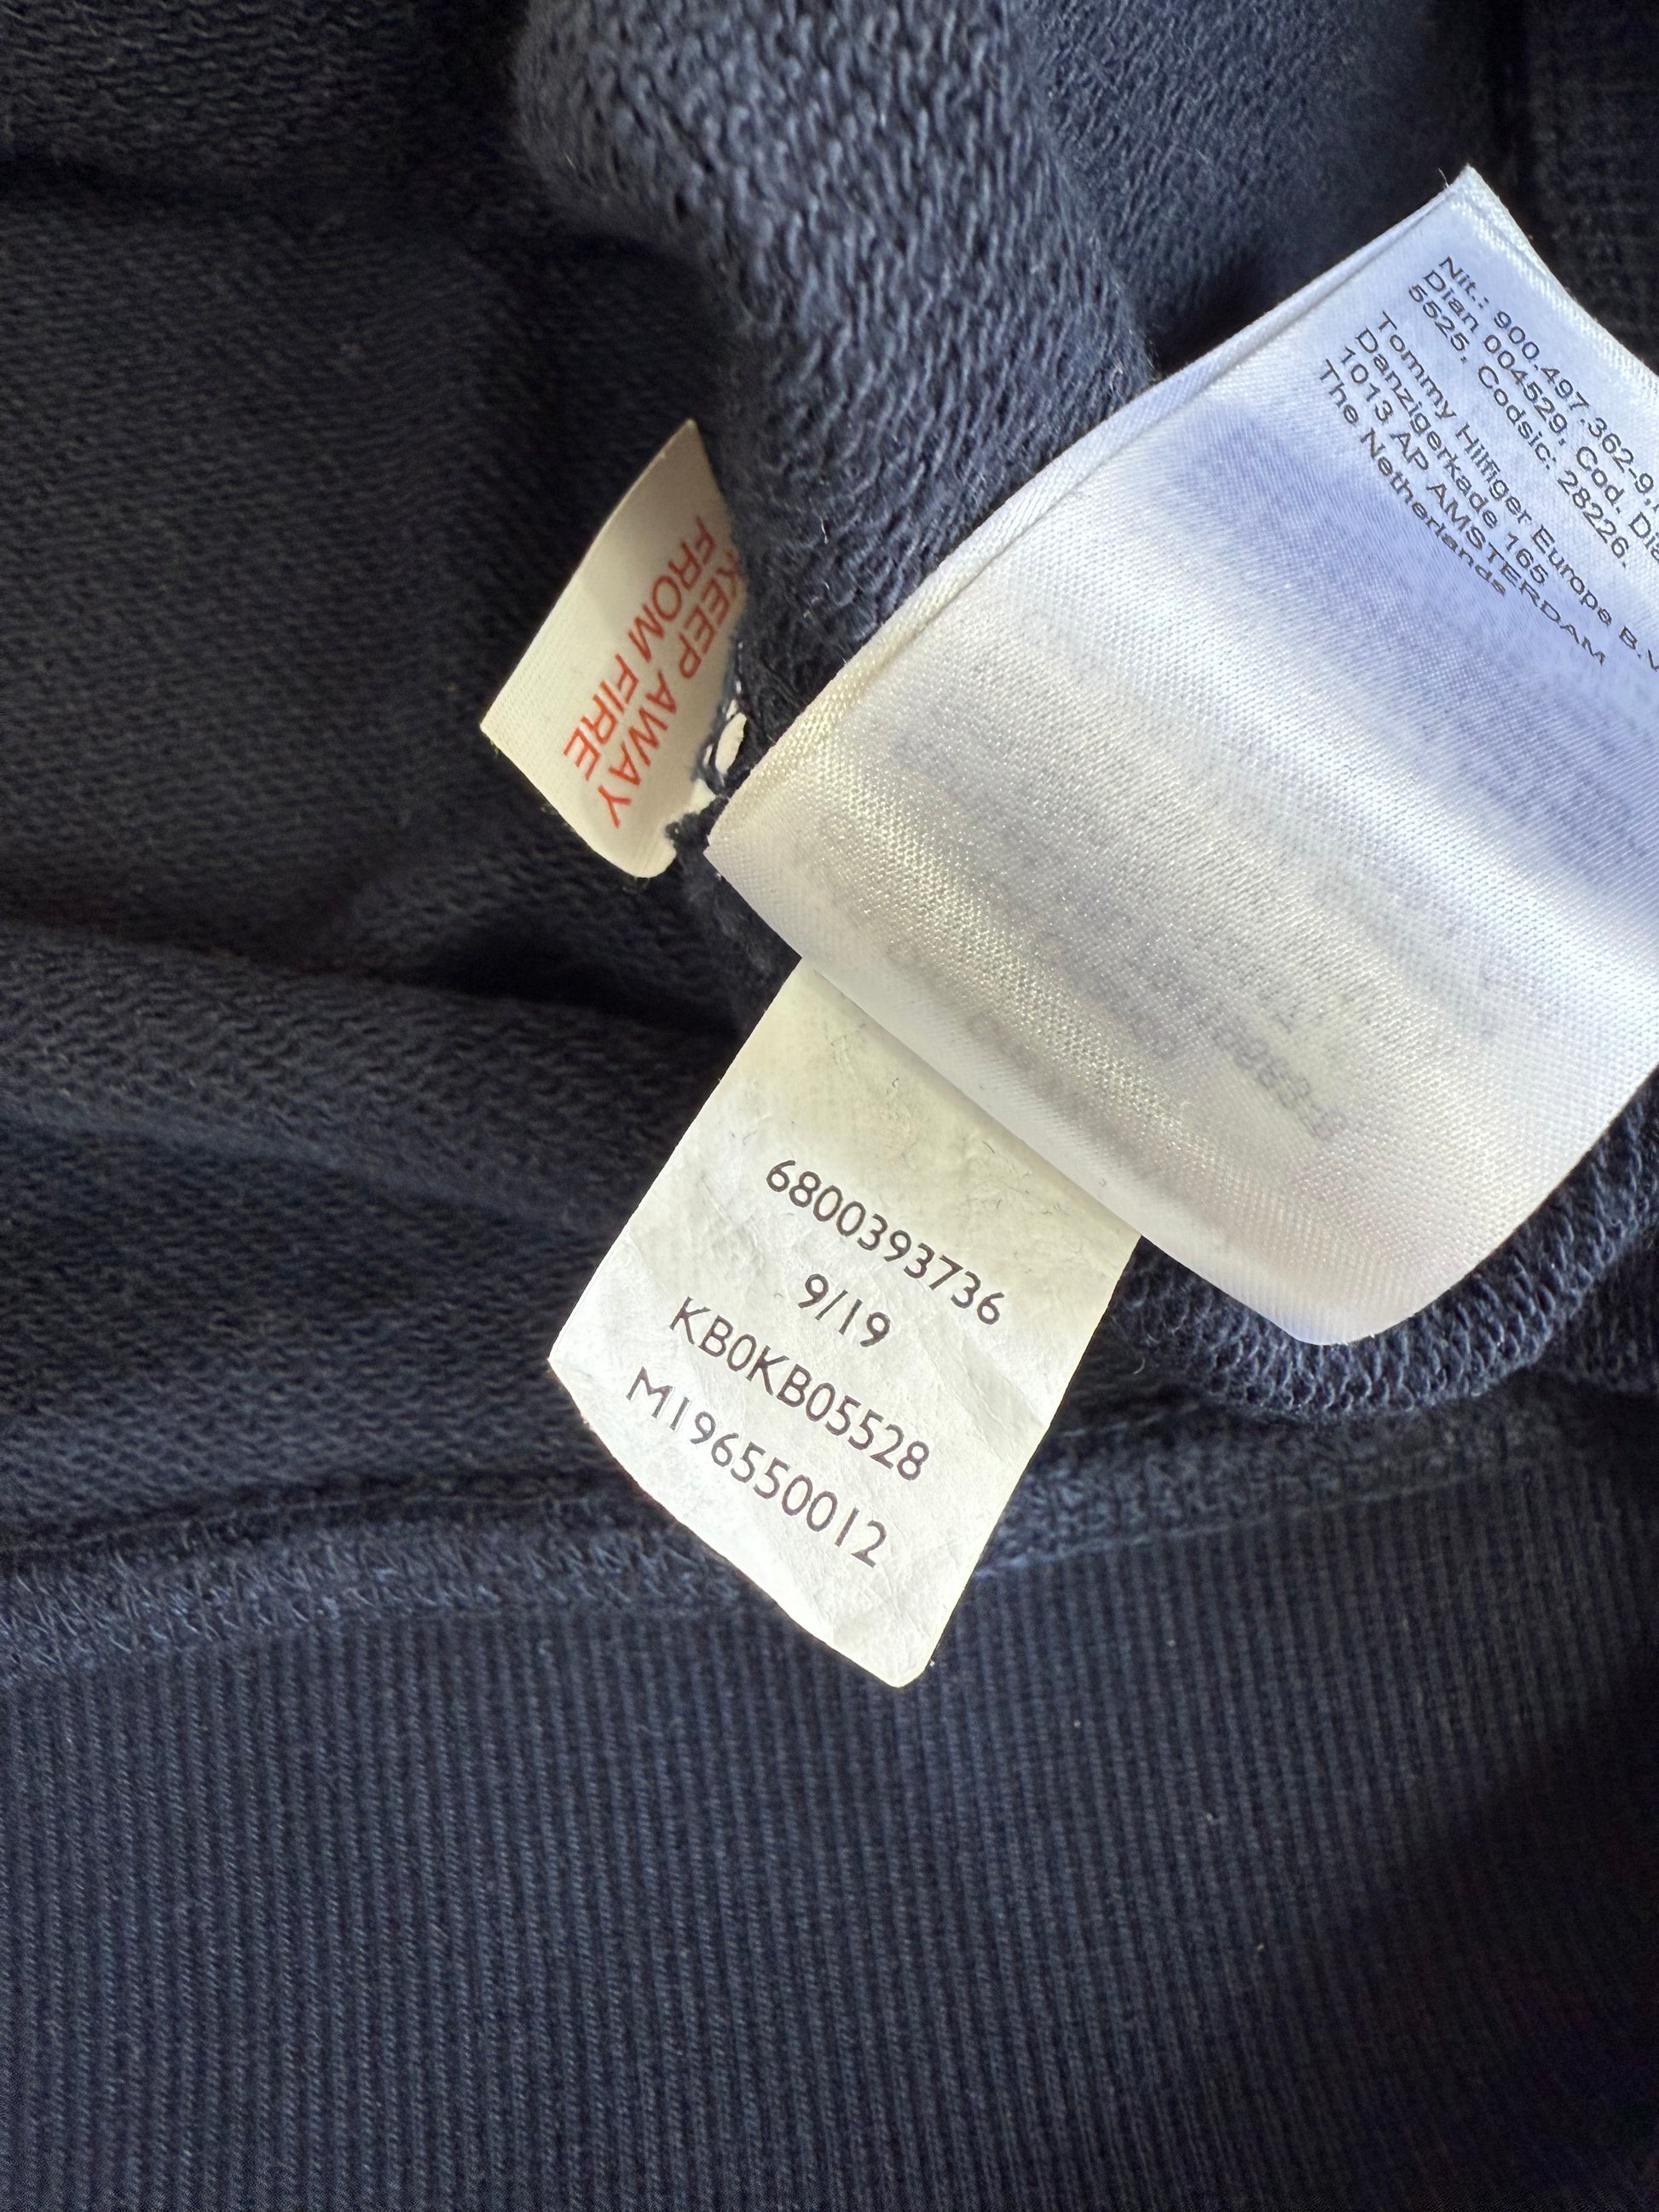 Nit.: 900.497.362-9,
Dian 004529, Cod. Dia
5525, Codsic: 28226.
Tommy Hilfiger Europe B.V
Danzigerkade 165
1013 AP AMSTERDAM
The Netherlands
KEEP AWAY
FROM FIRE
6800393736
9/19
KB0KB05528
M196550012